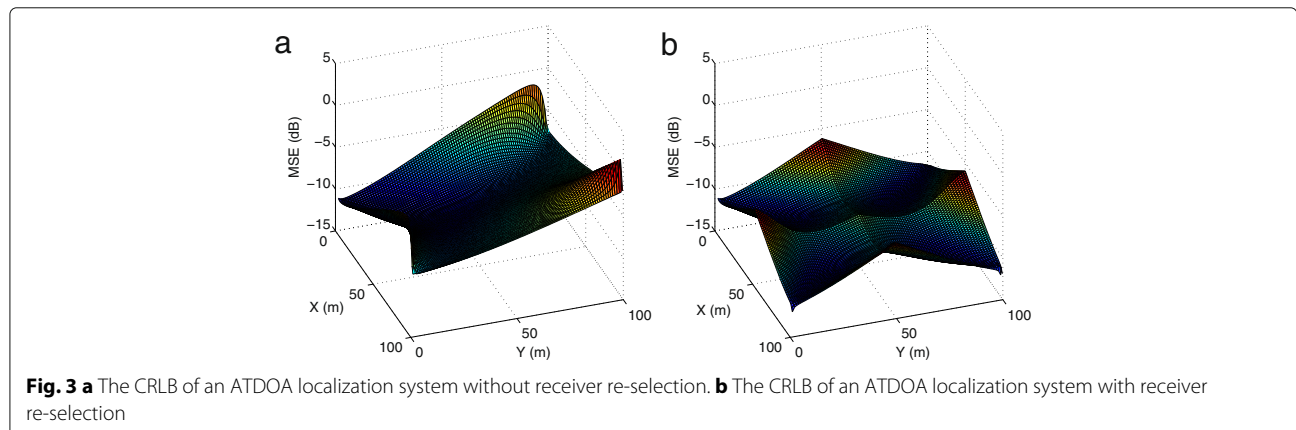 a
5
0
−5
−10
−15
MSE (dB)
0
50
100
X (m)
0
50
100
Y (m)
b
5
0
−5
−10
−15
MSE (dB)
0
50
100
X (m)
0
50
100
Y (m)
Fig. 3 a The CRLB of an ATDOA localization system without receiver re-selection. b The CRLB of an ATDOA localization system with receiver
re-selection